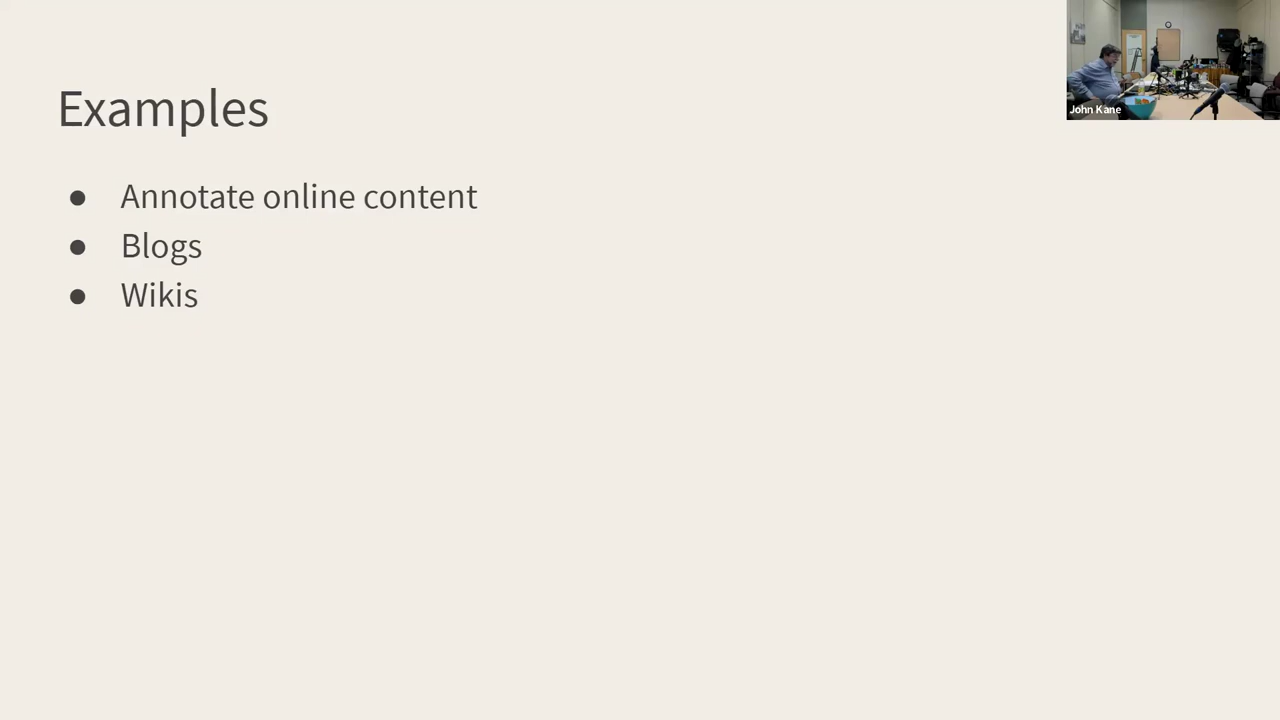 Examples
● Annotate online content
● Blogs
● Wikis
John Kane